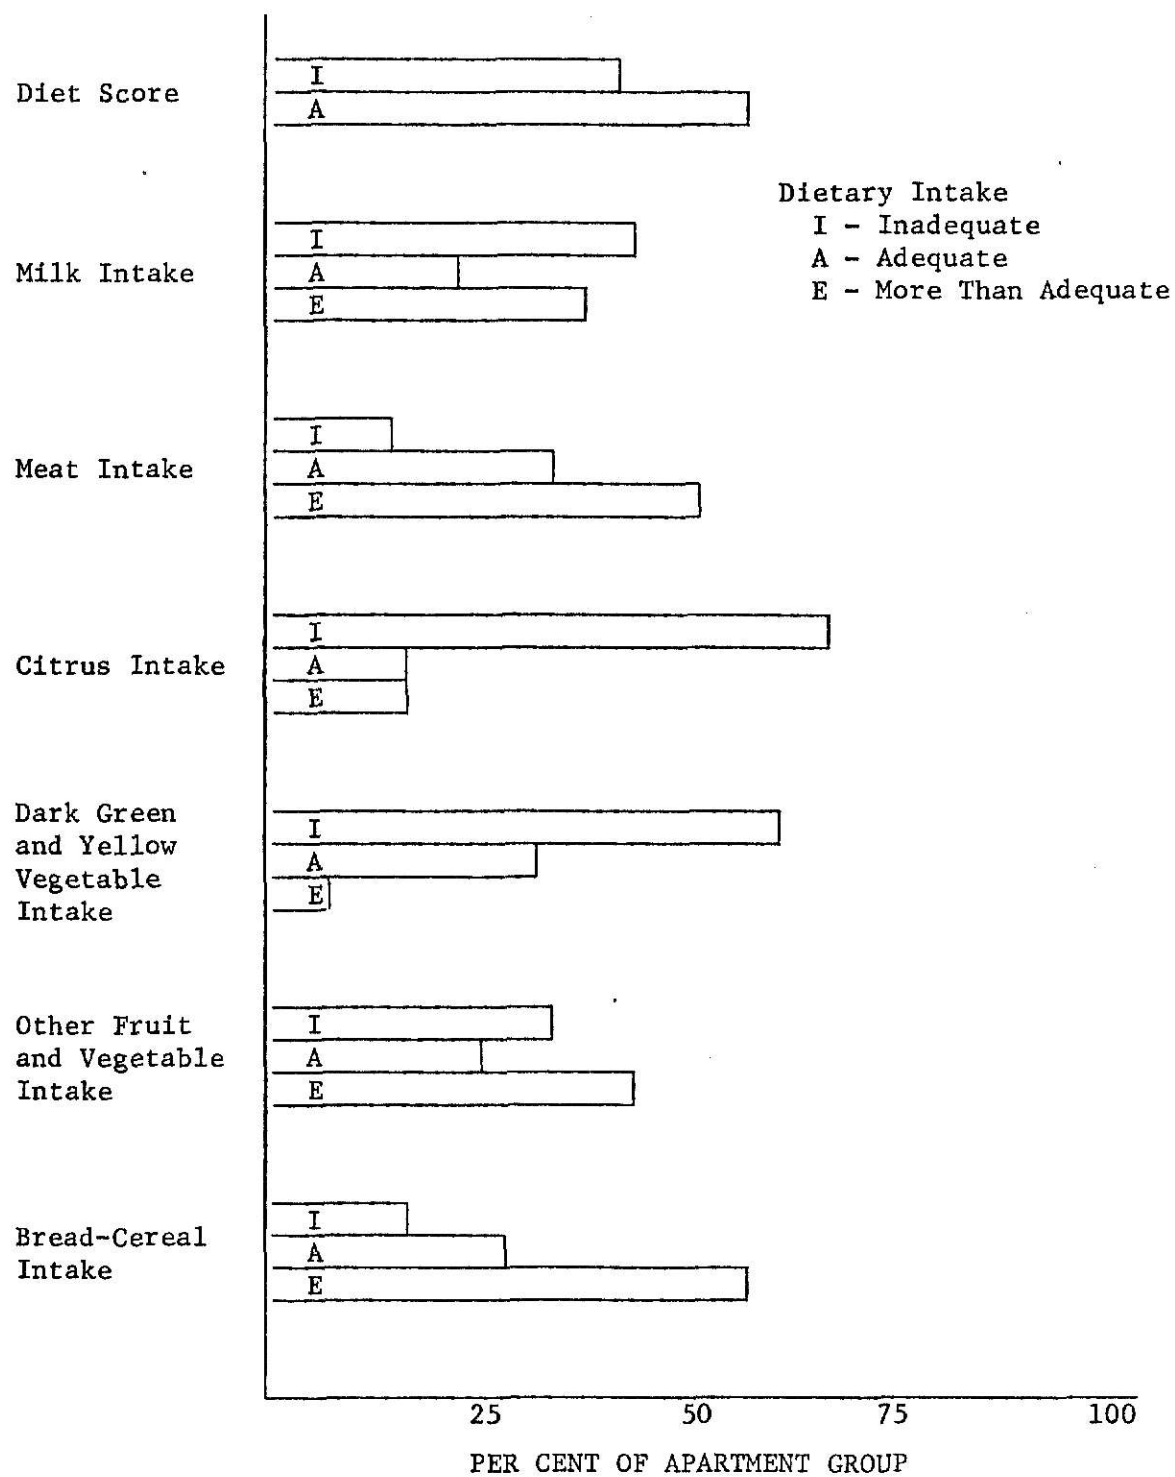 Diet Score
I
A
Dietary Intake
I - Inadequate
A - Adequate
E - More Than Adequate
Milk Intake
I
A
E
Meat Intake
I
A
E
Citrus Intake
I
A
E
Dark Green
and Yellow
Vegetable
Intake
I
A
E
Other Fruit
and Vegetable
Intake
I
A
E
Bread-Cereal
Intake
I
A
E
25 50 75 100
PER CENT OF APARTMENT GROUP